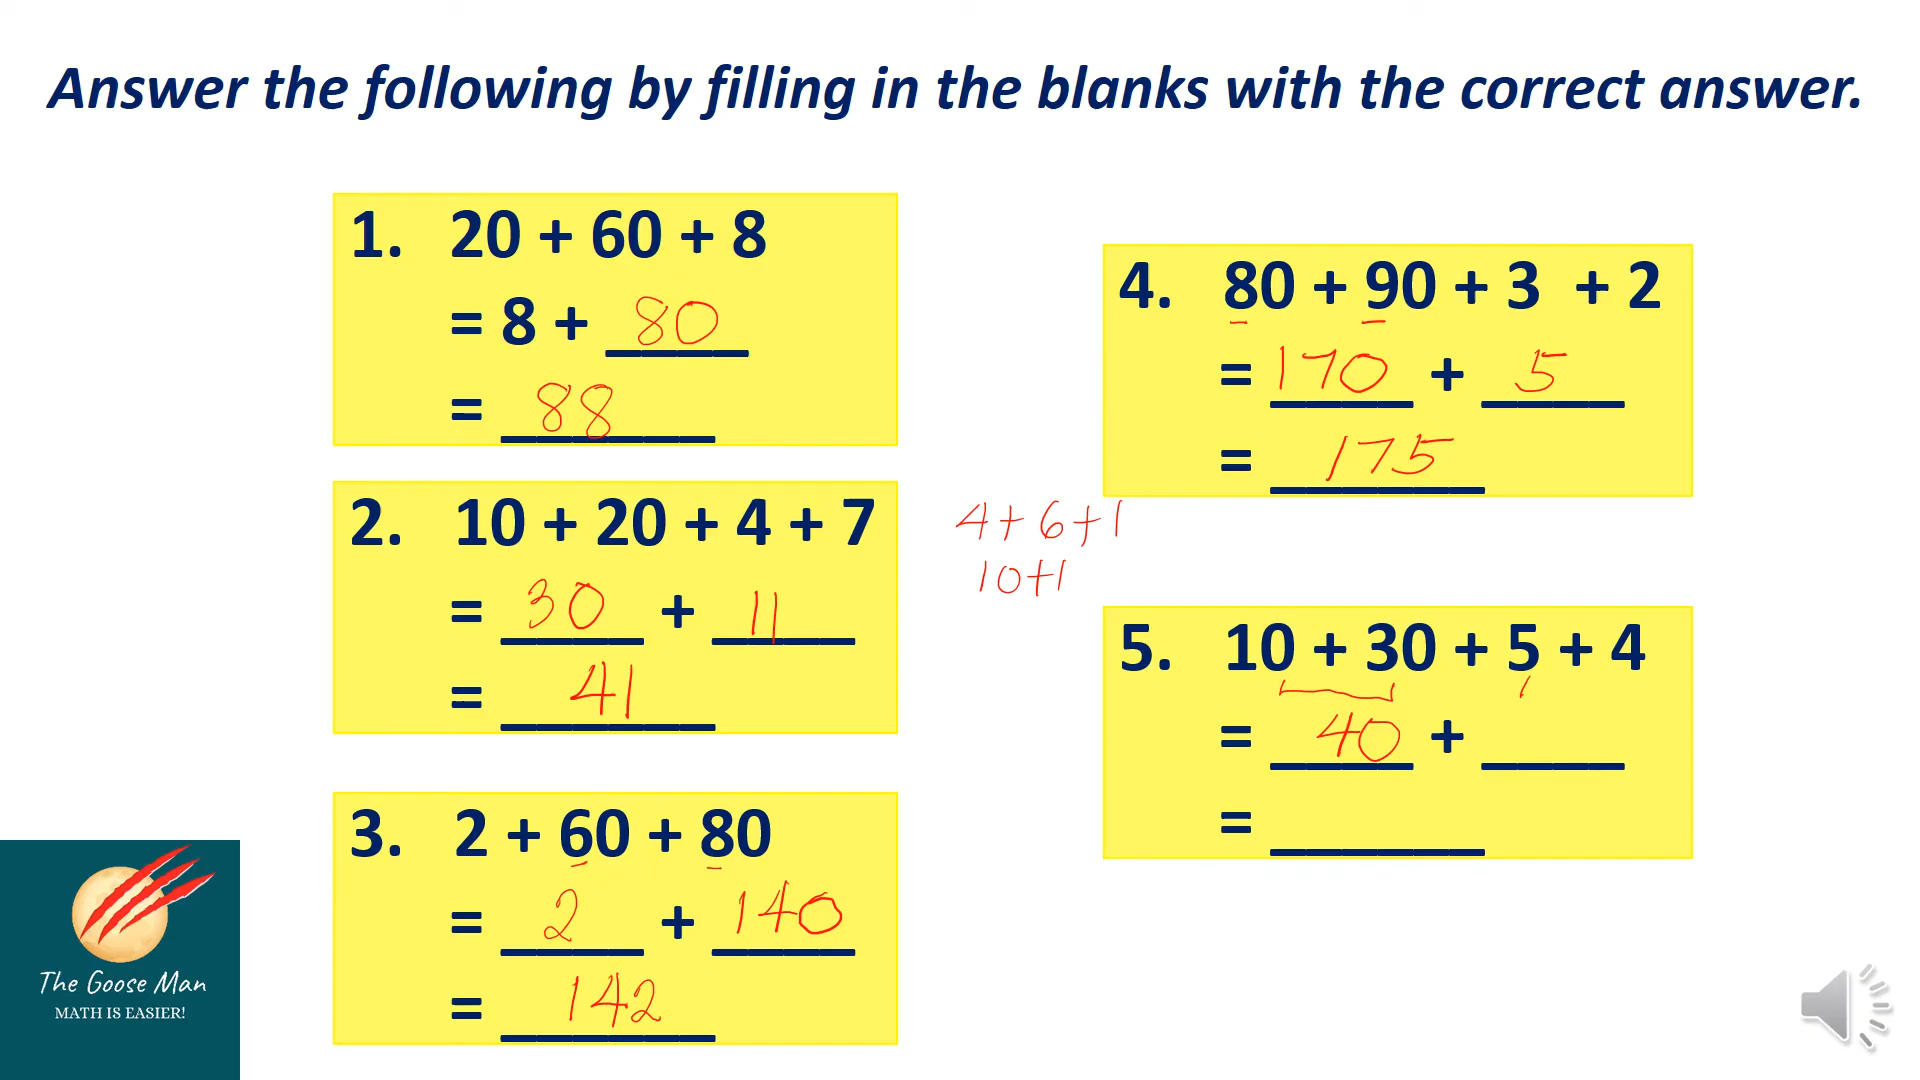 Answer the following by filling in the blanks with the correct answer.
1. 20 + 60 + 8
= 8 + 80
= 88
2. 10 + 20 + 4 + 7
= 30 + 11
= 41
4 + 6 + 1
10 + 1
3. 2 + 60 + 80
= 2 + 140
= 142
4. 80 + 90 + 3 + 2
= 170 + 5
= 175
5. 10 + 30 + 5 + 4
= 40 + ____
= ______
The Goose Man
MATH IS EASIER!